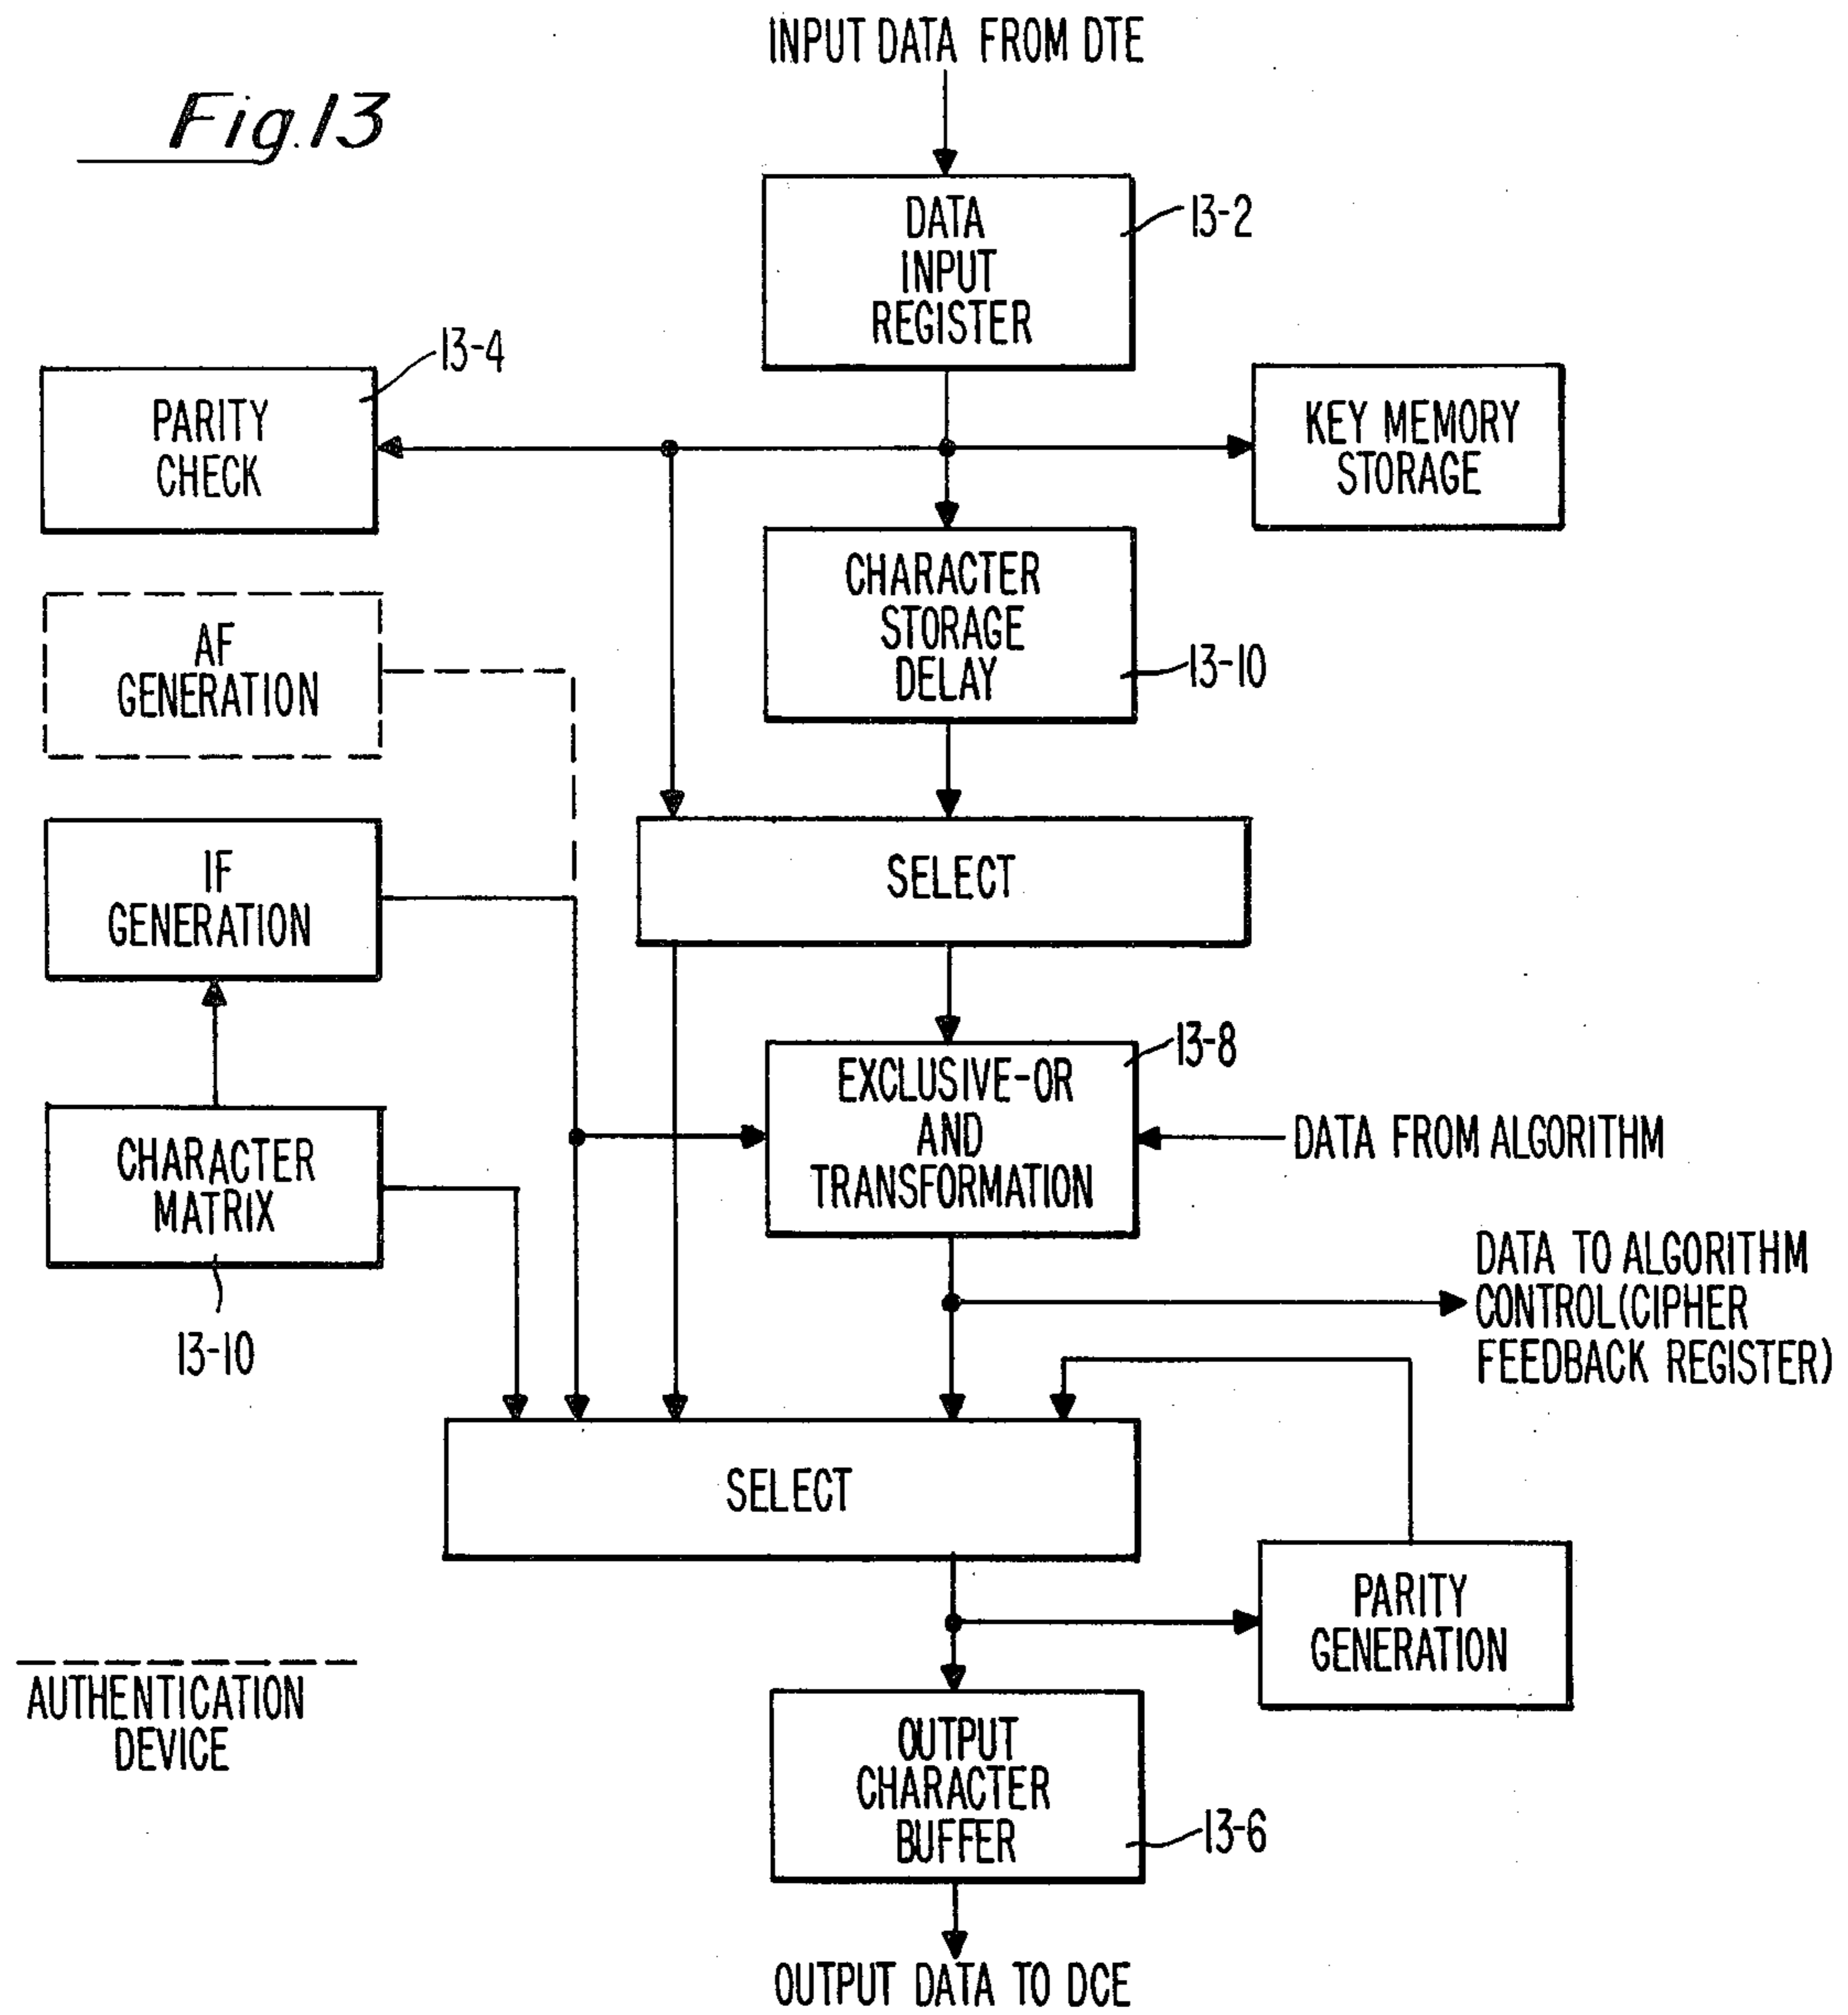 INPUT DATA FROM DTE
Fig.13
DATA
INPUT
REGISTER
13-2
13-4
PARITY
CHECK
KEY MEMORY
STORAGE
CHARACTER
STORAGE
DELAY
13-10
AF
GENERATION
SELECT
IF
GENERATION
13-8
EXCLUSIVE-OR
AND
TRANSFORMATION
DATA FROM ALGORITHM
CHARACTER
MATRIX
13-10
DATA TO ALGORITHM
CONTROL(CIPHER
FEEDBACK REGISTER)
SELECT
PARITY
GENERATION
AUTHENTICATION
DEVICE
OUTPUT
CHARACTER
BUFFER
13-6
OUTPUT DATA TO DCE